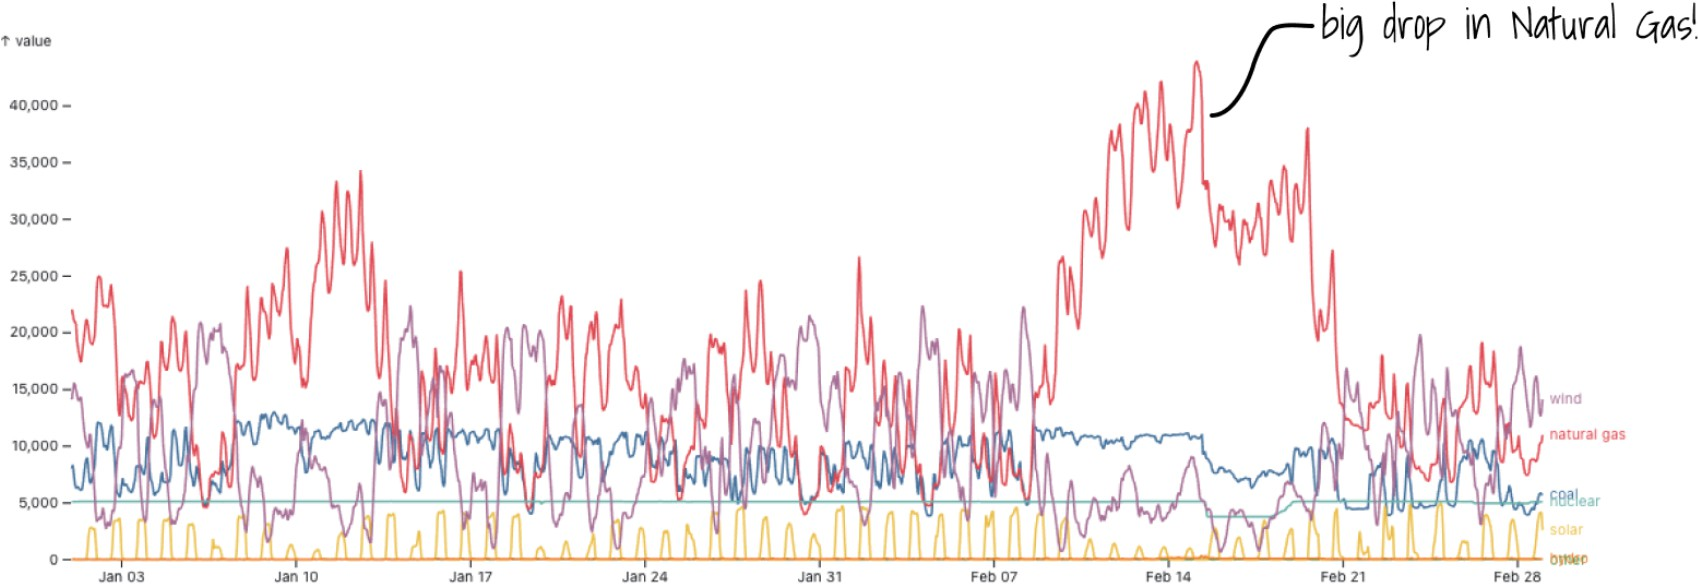 big drop in Natural Gas!
↑ value
40,000
35,000
30,000
25,000
20,000
15,000
10,000
5,000
0
wind
natural gas
coal
nuclear
solar
hydro
other
Jan 03 Jan 10 Jan 17 Jan 24 Jan 31 Feb 07 Feb 14 Feb 21 Feb 28